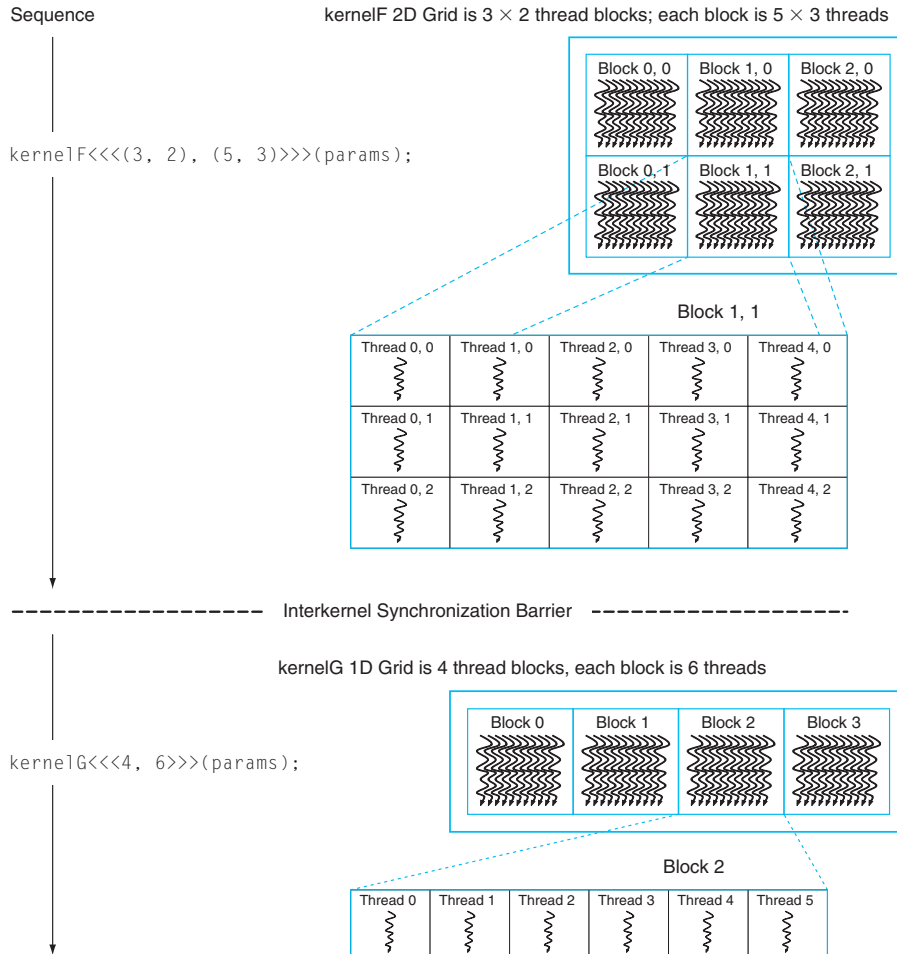 Sequence
kernelF 2D Grid is 3 × 2 thread blocks; each block is 5 × 3 threads
Block 0, 0 Block 1, 0 Block 2, 0
kernelF<<<(3, 2), (5, 3)>>>(params);
Block 0, 1 Block 1, 1 Block 2, 1
Block 1, 1
Thread 0, 0 Thread 1, 0 Thread 2, 0 Thread 3, 0 Thread 4, 0
Thread 0, 1 Thread 1, 1 Thread 2, 1 Thread 3, 1 Thread 4, 1
Thread 0, 2 Thread 1, 2 Thread 2, 2 Thread 3, 2 Thread 4, 2
Interkernel Synchronization Barrier
kernelG 1D Grid is 4 thread blocks, each block is 6 threads
Block 0 Block 1 Block 2 Block 3
kernelG<<<4, 6>>>(params);
Block 2
Thread 0 Thread 1 Thread 2 Thread 3 Thread 4 Thread 5